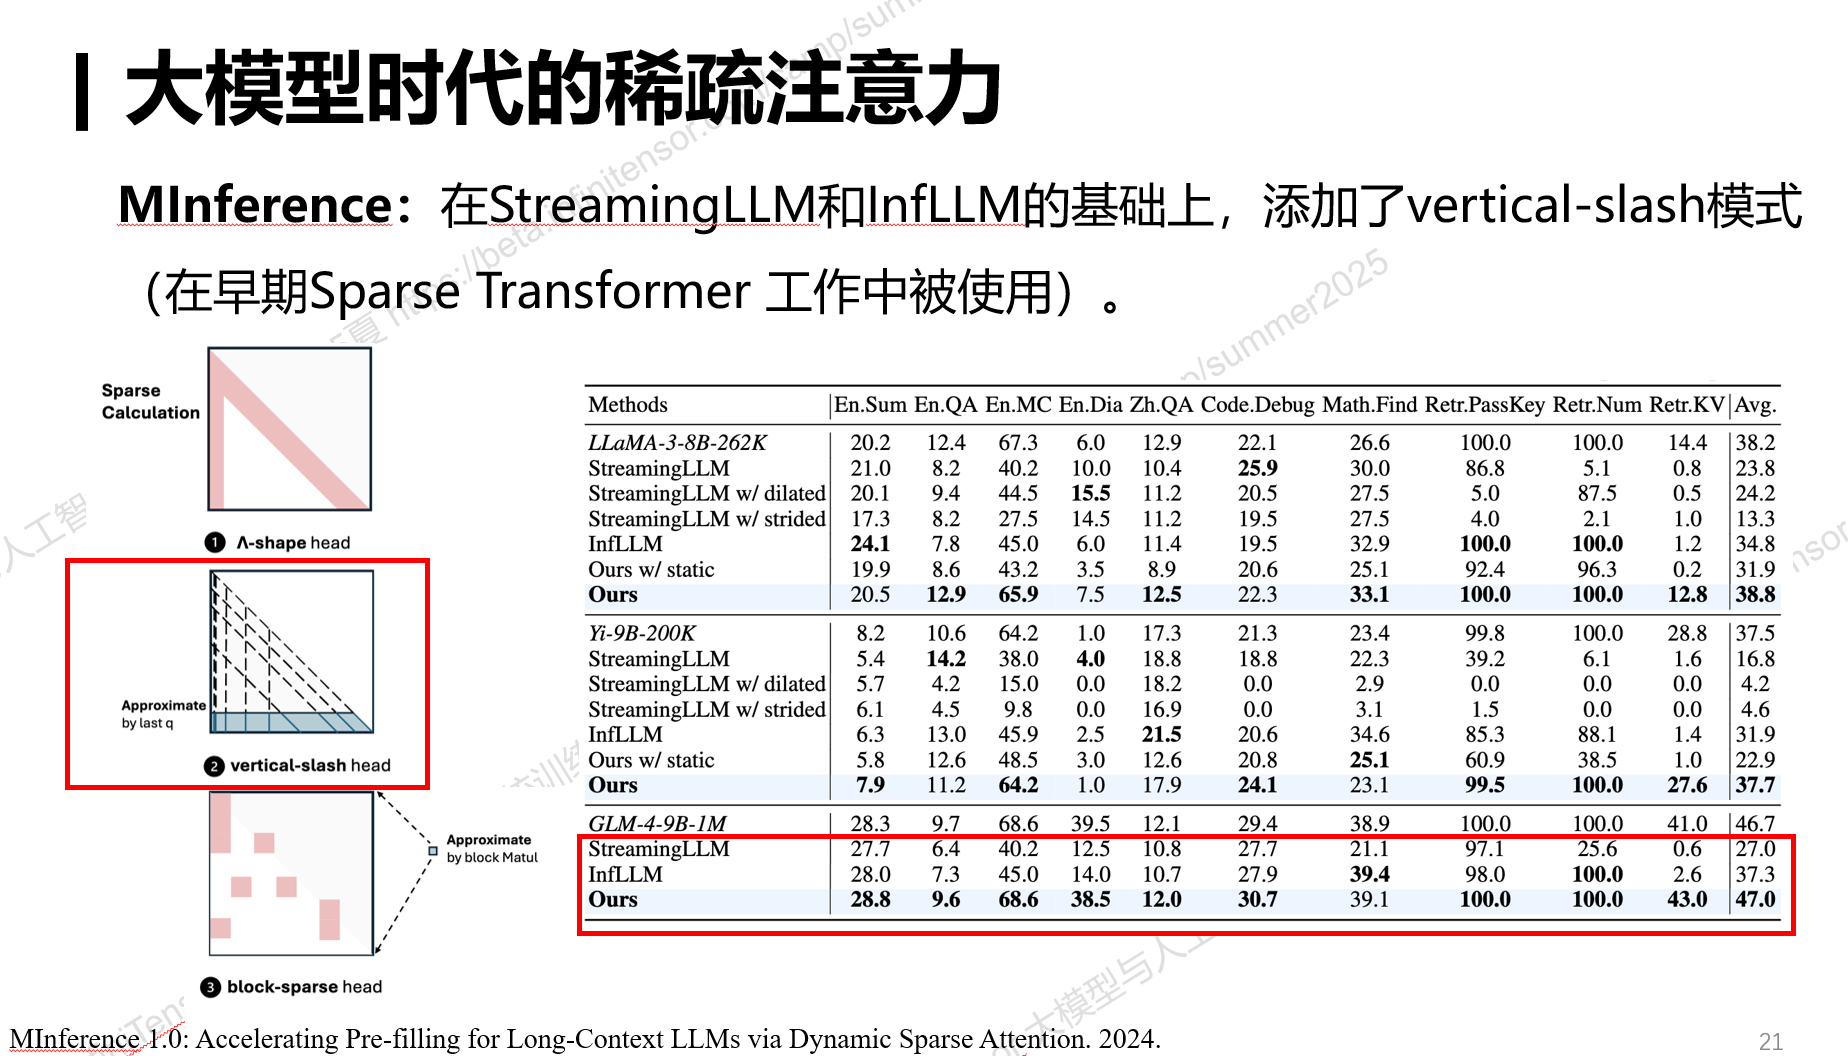 大模型时代的稀疏注意力
MInference：在StreamingLLM和InfLLM的基础上，添加了vertical-slash模式
（在早期Sparse Transformer 工作中被使用）。
Sparse
Calculation
1 Λ-shape head
Approximate
by last q
2 vertical-slash head
Approximate
by block Matul
3 block-sparse head
Methods En.Sum En.QA En.MC En.Dia Zh.QA Code.Debug Math.Find Retr.PassKey Retr.Num Retr.KV Avg.
LLaMA-3-8B-262K 20.2 12.4 67.3 6.0 12.9 22.1 26.6 100.0 100.0 14.4 38.2
StreamingLLM 21.0 8.2 40.2 10.0 10.4 25.9 30.0 86.8 5.1 0.8 23.8
StreamingLLM w/ dilated 20.1 9.4 44.5 15.5 11.2 20.5 27.5 5.0 87.5 0.5 24.2
StreamingLLM w/ strided 17.3 8.2 27.5 14.5 11.2 19.5 27.5 4.0 2.1 1.0 13.3
InfLLM 24.1 7.8 45.0 6.0 11.4 19.5 32.9 100.0 100.0 1.2 34.8
Ours w/ static 19.9 8.6 43.2 3.5 8.9 20.6 25.1 92.4 96.3 0.2 31.9
Ours 20.5 12.9 65.9 7.5 12.5 22.3 33.1 100.0 100.0 12.8 38.8
Yi-9B-200K 8.2 10.6 64.2 1.0 17.3 21.3 23.4 99.8 100.0 28.8 37.5
StreamingLLM 5.4 14.2 38.0 4.0 18.8 18.8 22.3 39.2 6.1 1.6 16.8
StreamingLLM w/ dilated 5.7 4.2 15.0 0.0 18.2 0.0 2.9 0.0 0.0 0.0 4.2
StreamingLLM w/ strided 6.1 4.5 9.8 0.0 16.9 0.0 3.1 1.5 0.0 0.0 4.6
InfLLM 6.3 13.0 45.9 2.5 21.5 20.6 34.6 85.3 88.1 1.4 31.9
Ours w/ static 5.8 12.6 48.5 3.0 12.6 20.8 25.1 60.9 38.5 1.0 22.9
Ours 7.9 11.2 64.2 1.0 17.9 24.1 23.1 99.5 100.0 27.6 37.7
GLM-4-9B-1M 28.3 9.7 68.6 39.5 12.1 29.4 38.9 100.0 100.0 41.0 46.7
StreamingLLM 27.7 6.4 40.2 12.5 10.8 27.7 21.1 97.1 25.6 0.6 27.0
InfLLM 28.0 7.3 45.0 14.0 10.7 27.9 39.4 98.0 100.0 2.6 37.3
Ours 28.8 9.6 68.6 38.5 12.0 30.7 39.1 100.0 100.0 43.0 47.0
MInference 1.0: Accelerating Pre-filling for Long-Context LLMs via Dynamic Sparse Attention. 2024.
21